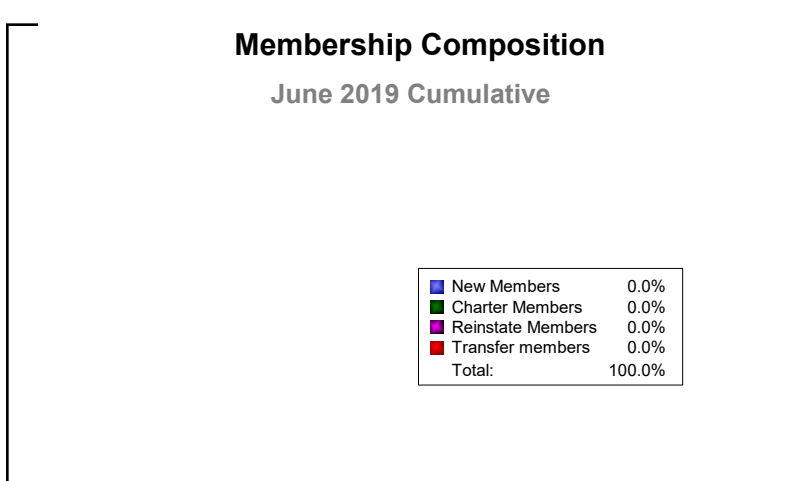 Membership Composition
June 2019 Cumulative
New Members 0.0%
Charter Members 0.0%
Reinstate Members 0.0%
Transfer members 0.0%
Total: 100.0%